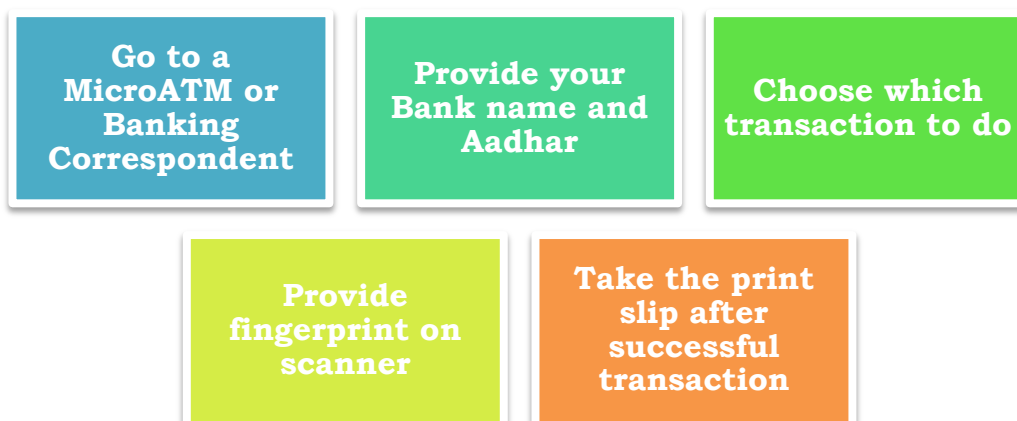 Go to a
MicroATM or
Banking
Correspondent
Provide your
Bank name and
Aadhar
Choose which
transaction to do
Provide
fingerprint on
scanner
Take the print
slip after
successful
transaction